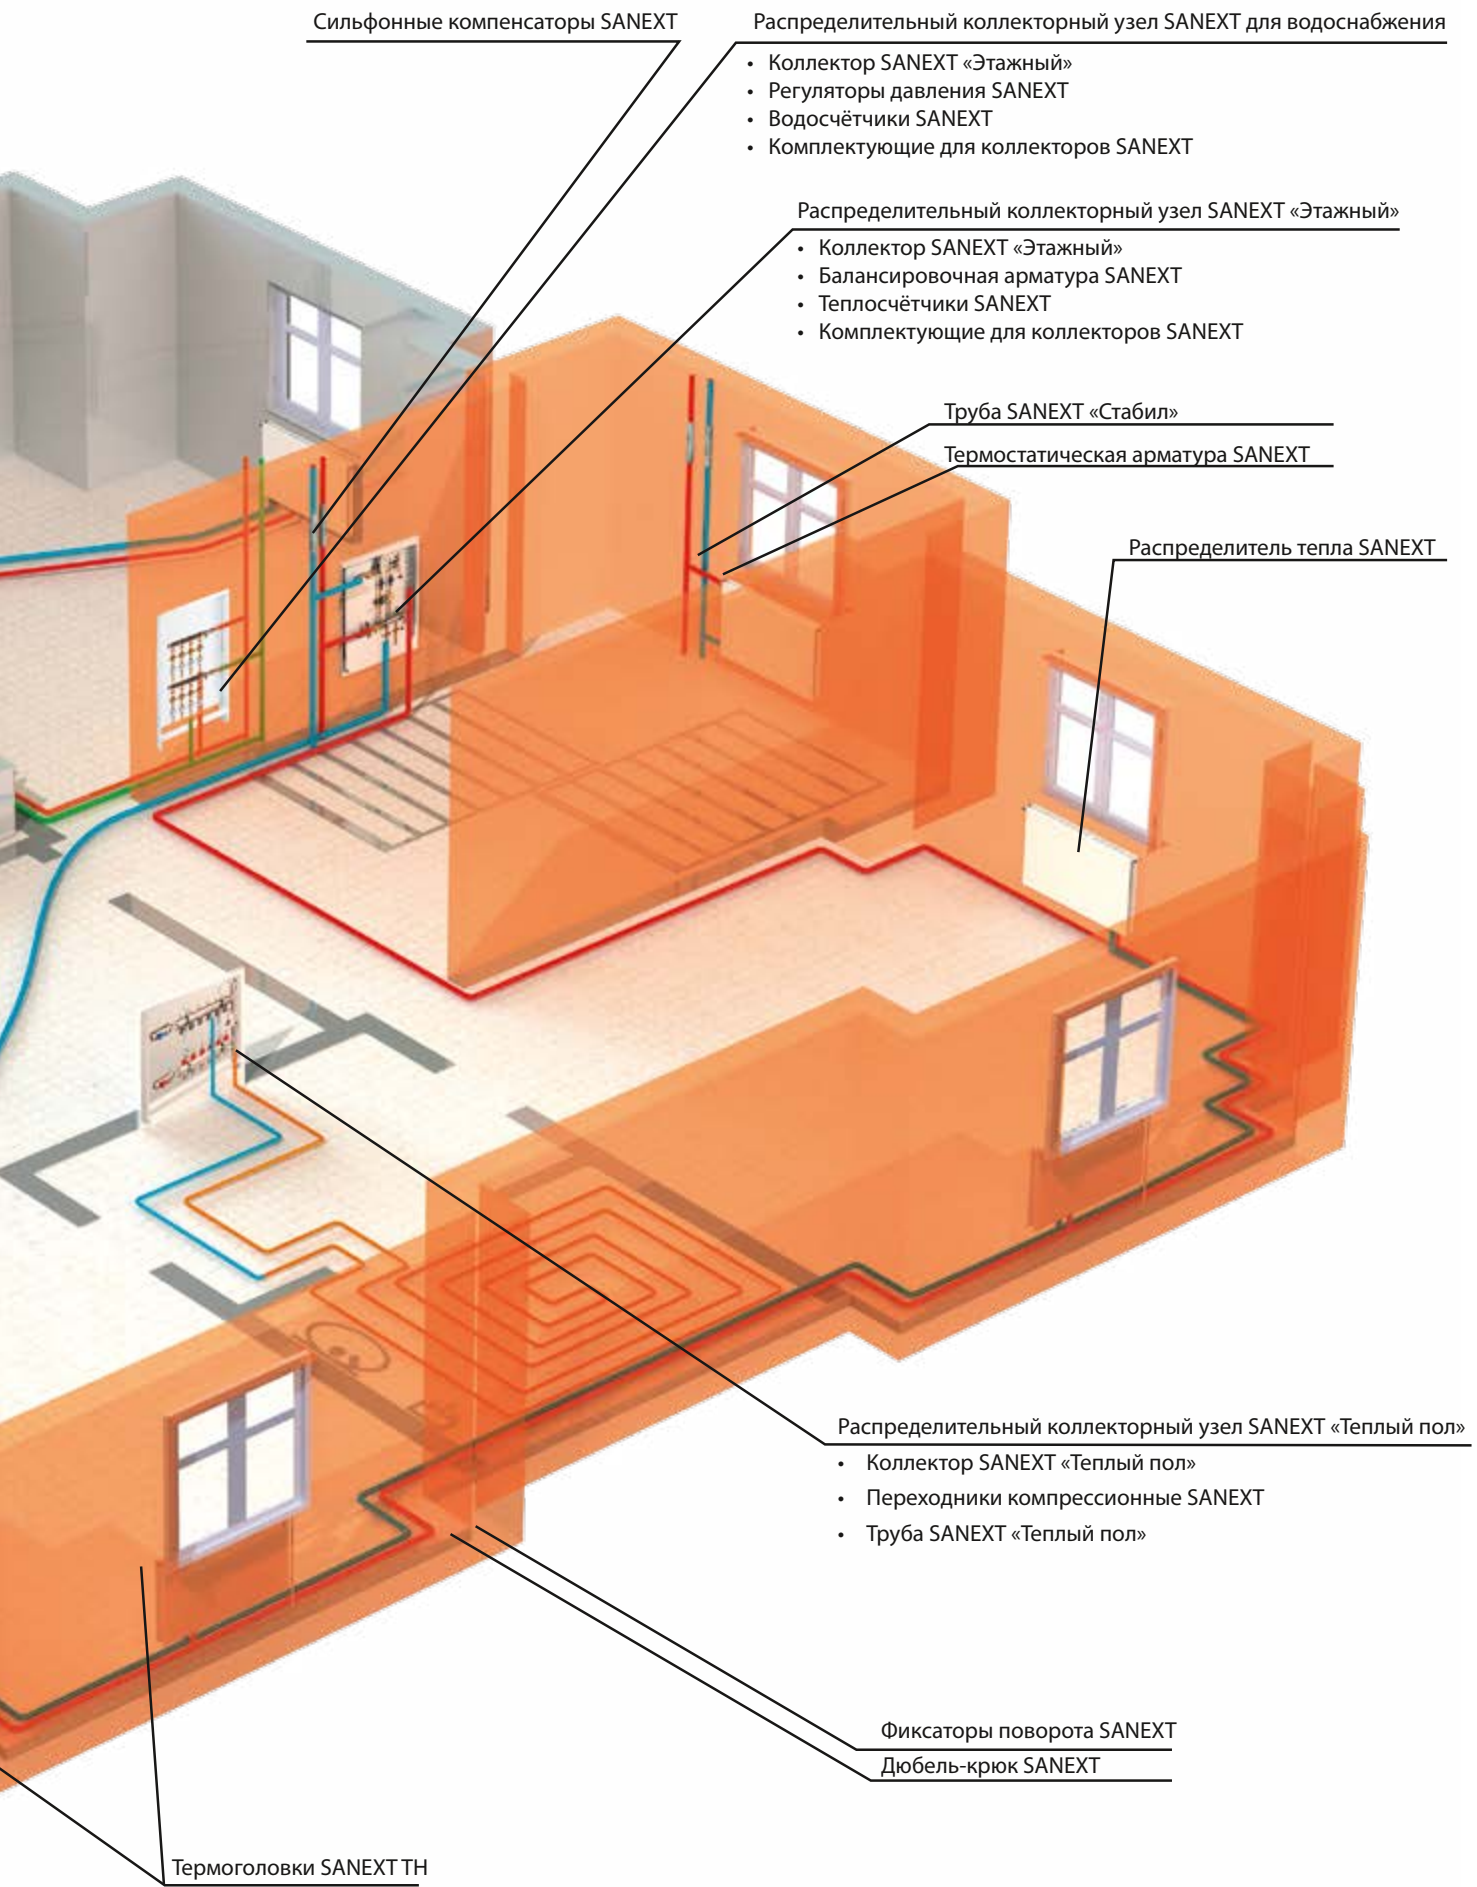 Сильфонные компенсаторы SANEXT
Распределительный коллекторный узел SANEXT для водоснабжения
• Коллектор SANEXT «Этажный»
• Регуляторы давления SANEXT
• Водосчётчики SANEXT
• Комплектующие для коллекторов SANEXT
Распределительный коллекторный узел SANEXT «Этажный»
• Коллектор SANEXT «Этажный»
• Балансировочная арматура SANEXT
• Теплосчётчики SANEXT
• Комплектующие для коллекторов SANEXT
Труба SANEXT «Стабил»
Термостатическая арматура SANEXT
Распределитель тепла SANEXT
Распределительный коллекторный узел SANEXT «Теплый пол»
• Коллектор SANEXT «Теплый пол»
• Переходники компрессионные SANEXT
• Труба SANEXT «Теплый пол»
Фиксаторы поворота SANEXT
Дюбель-крюк SANEXT
Термоголовки SANEXT TH